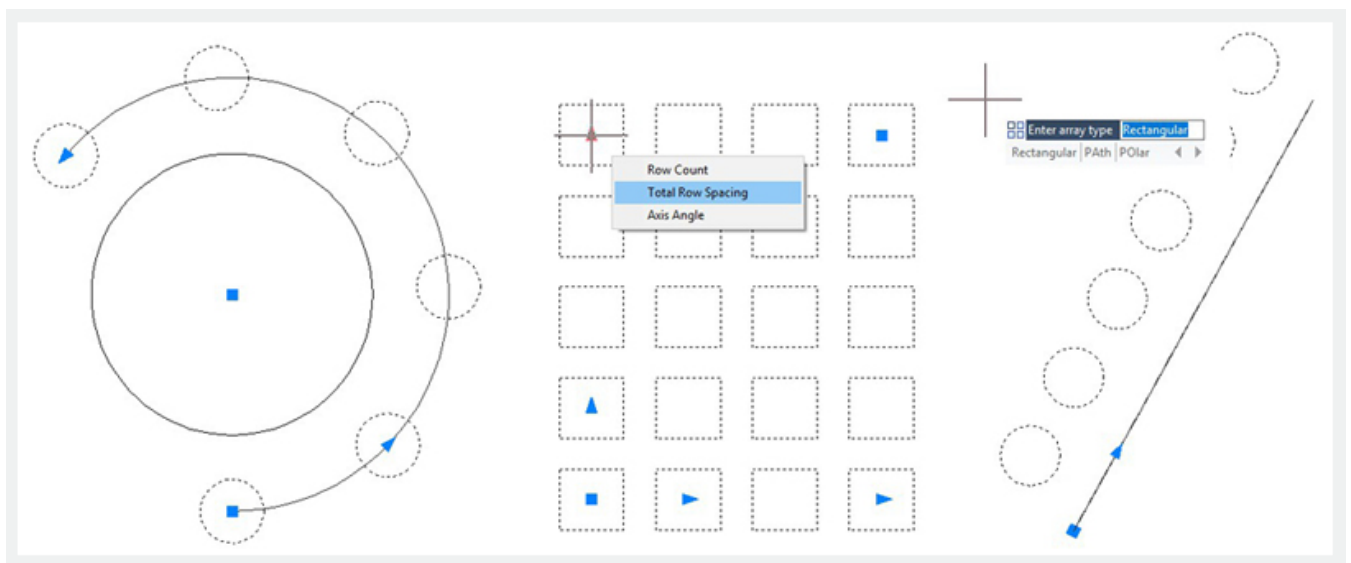 Row Count
Total Row Spacing
Axis Angle
Enter array type Rectangular
Rectangular PAth POlar